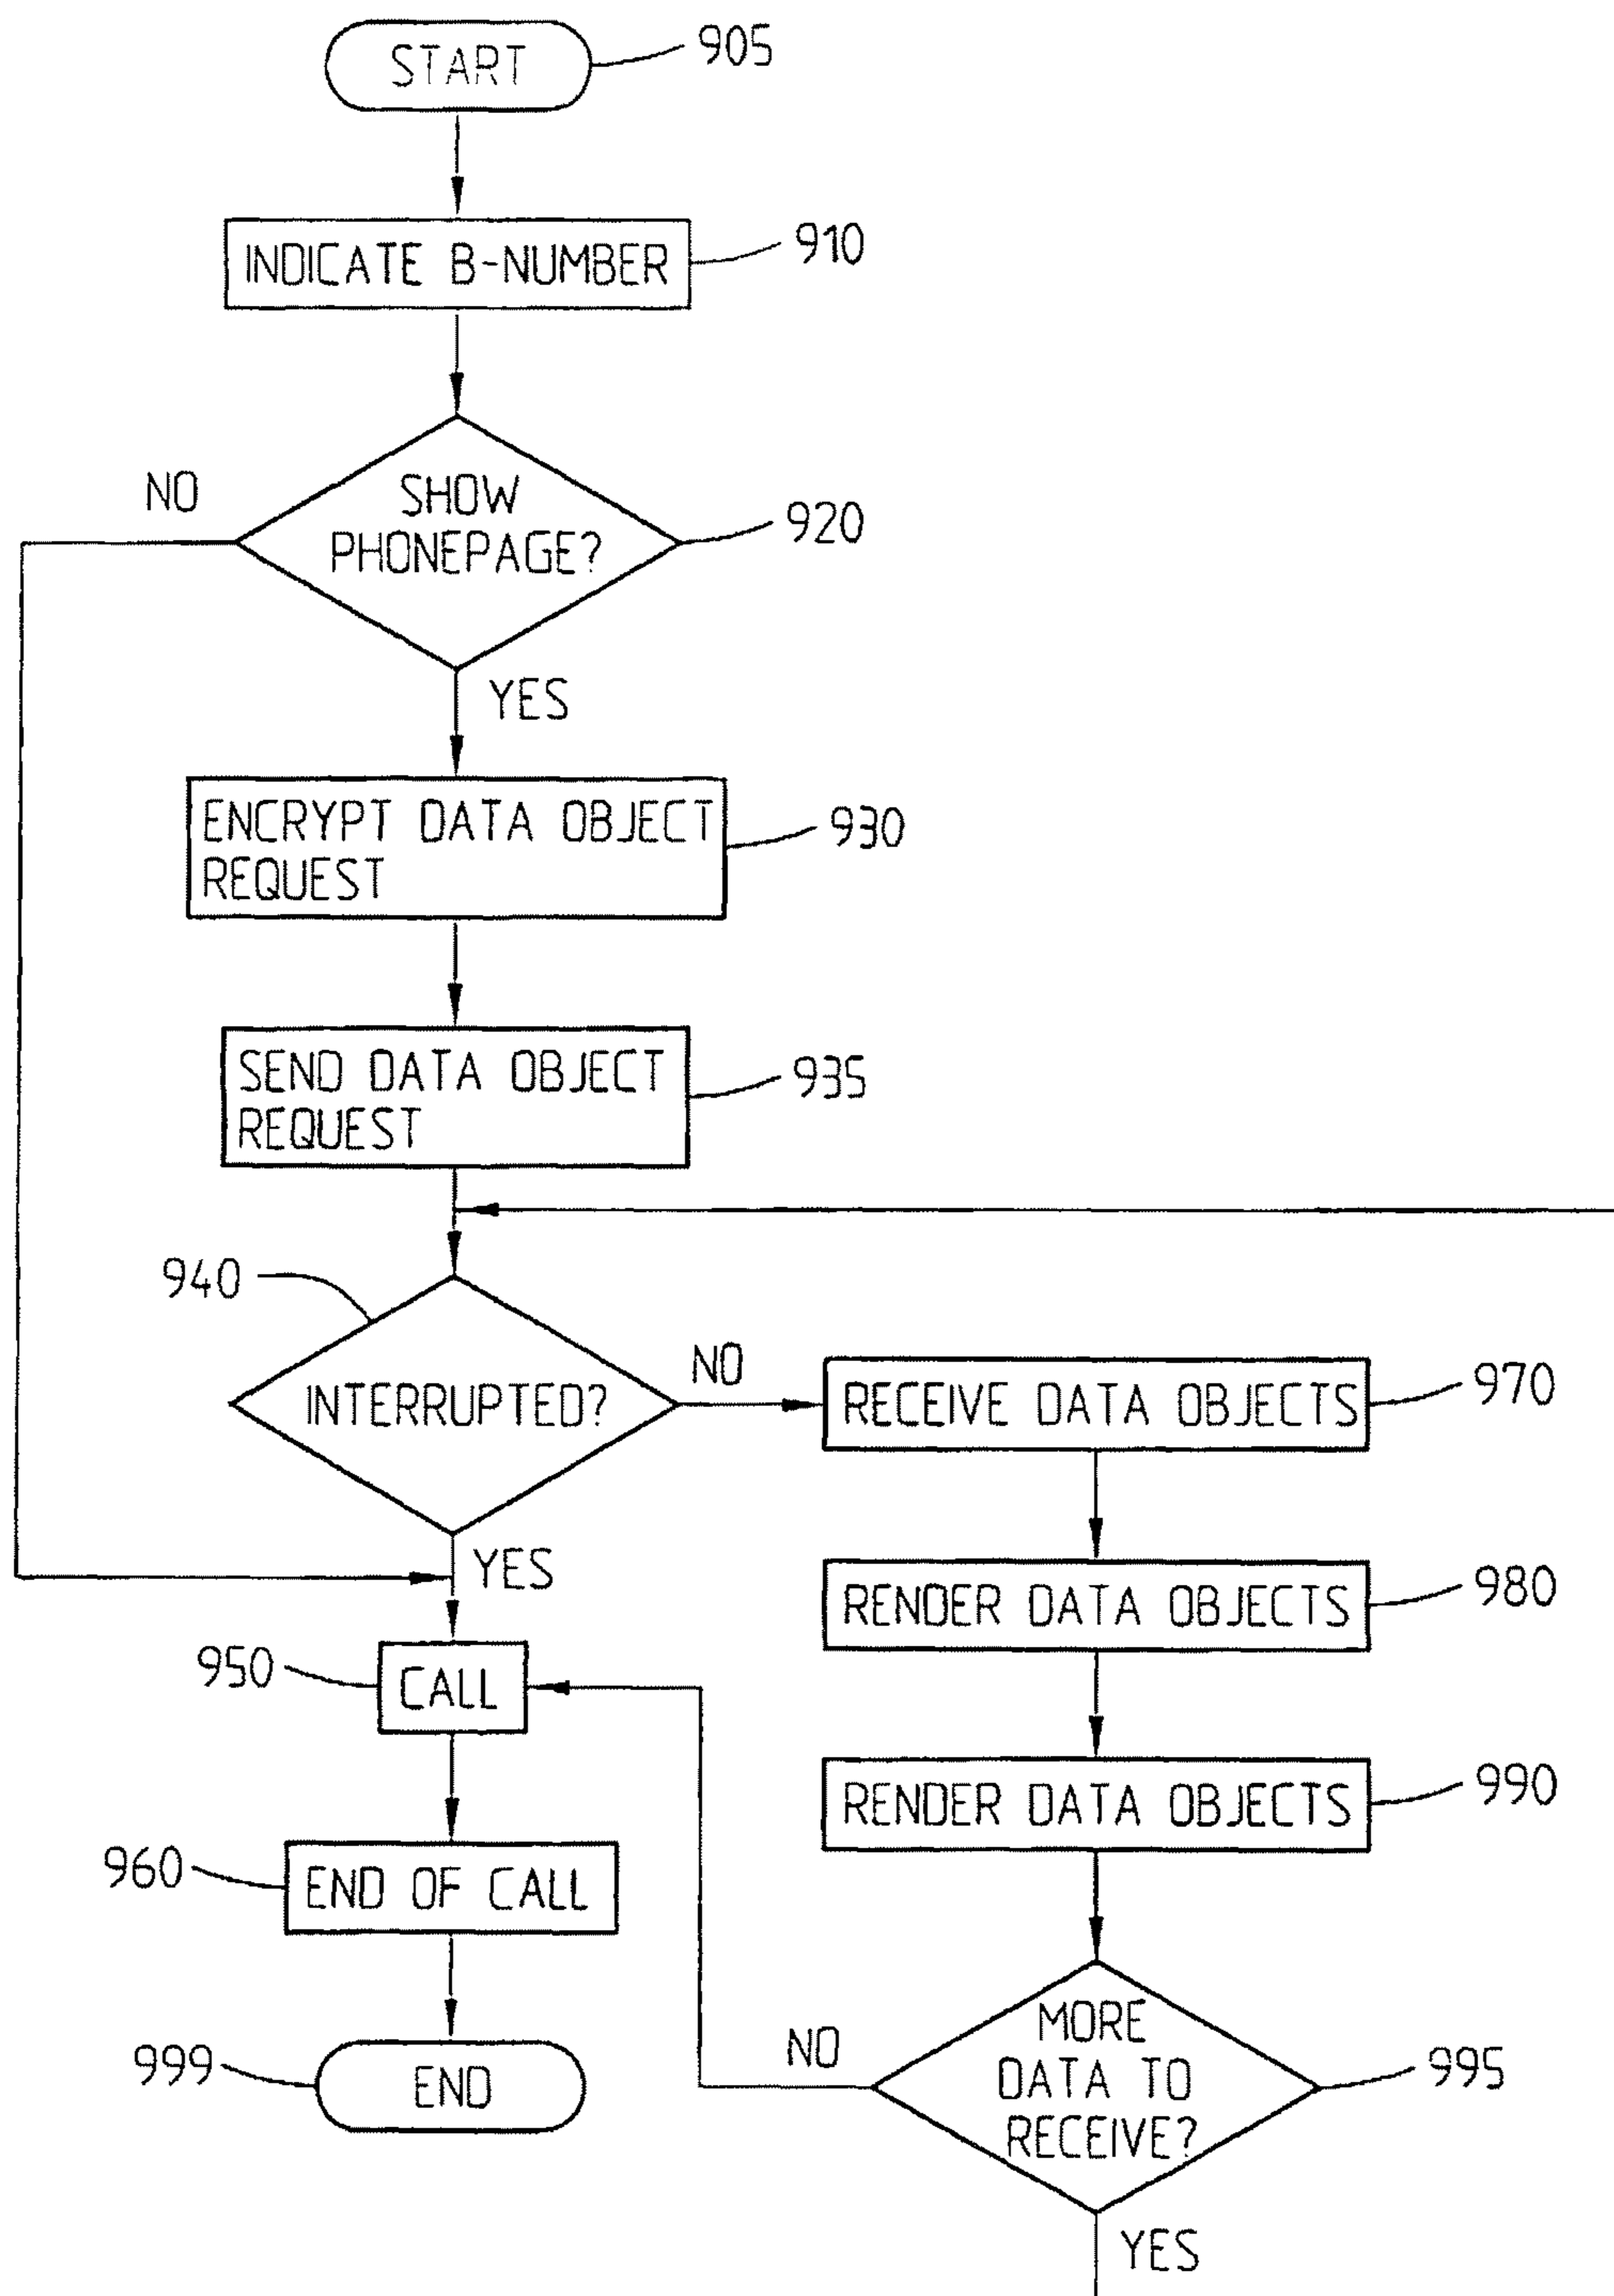 START
905
INDICATE B-NUMBER
910
NO
SHOW
PHONEPAGE?
920
YES
ENCRYPT DATA OBJECT
REQUEST
930
SEND DATA OBJECT
REQUEST
935
940
INTERRUPTED?
NO
RECEIVE DATA OBJECTS
970
YES
RENDER DATA OBJECTS
980
950
CALL
RENDER DATA OBJECTS
990
960
END OF CALL
999
END
NO
MORE
DATA TO
RECEIVE?
995
YES